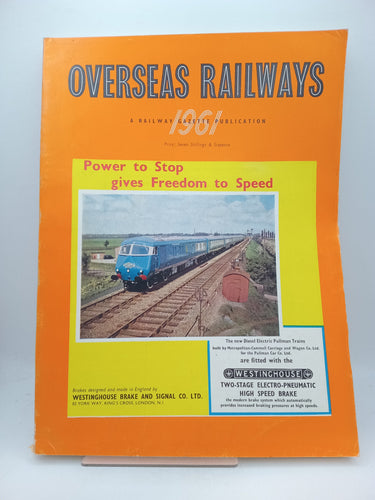 OVERSEAS RAILWAYS
1961
A RAILWAY GAZETTE PUBLICATION
Price: Seven Shillings & Sixpence
Power to Stop
gives Freedom to Speed
The new Diesel Electric Pullman Trains
built by Metropolitan-Cammell Carriage and Wagon Co. Ltd.
for the Pullman Car Co. Ltd.
are fitted with the
WESTINGHOUSE
TWO-STAGE ELECTRO-PNEUMATIC
HIGH SPEED BRAKE
the modern brake system which automatically
provides increased braking pressures at high speeds.
Brakes designed and made in England by
WESTINGHOUSE BRAKE AND SIGNAL CO. LTD.
82 YORK WAY, KING'S CROSS, LONDON, N.1